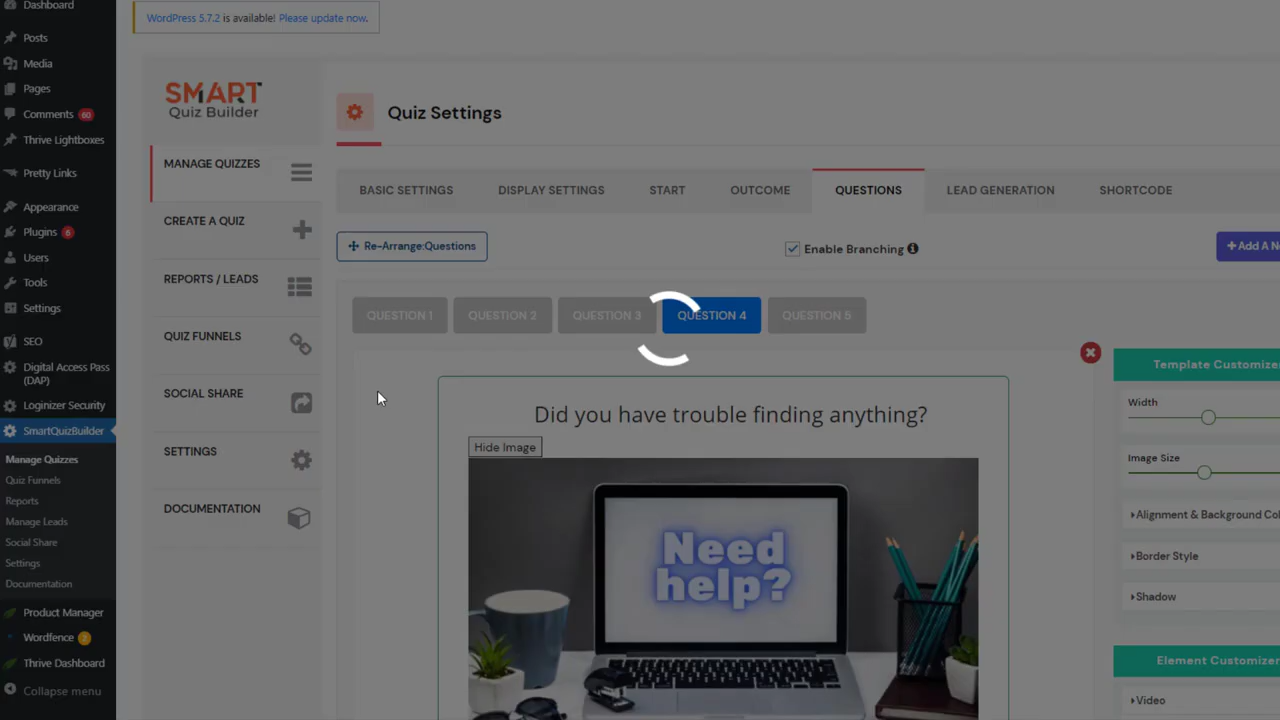 Dashboard
WordPress 5.7.2 is available! Please update now.
Posts
Media
Pages
Comments 60
Thrive Lightboxes
Pretty Links
Appearance
Plugins 6
Users
Tools
Settings
SEO
Digital Access Pass
(DAP)
Loginizer Security
SmartQuizBuilder
Manage Quizzes
Quiz Funnels
Reports
Manage Leads
Social Share
Settings
Documentation
Product Manager
Wordfence 2
Thrive Dashboard
Collapse menu
SMART
Quiz Builder
MANAGE QUIZZES
CREATE A QUIZ
REPORTS / LEADS
QUIZ FUNNELS
SOCIAL SHARE
SETTINGS
DOCUMENTATION
Quiz Settings
BASIC SETTINGS DISPLAY SETTINGS START OUTCOME QUESTIONS LEAD GENERATION SHORTCODE
Re-Arrange:Questions Enable Branching +Add A N
QUESTION 1 QUESTION 2 QUESTION 3 QUESTION 4 QUESTION 5
Did you have trouble finding anything?
Hide Image
Need
help?
Template Customize
Width
Image Size
Alignment & Background Col
Border Style
Shadow
Element Customize
Video